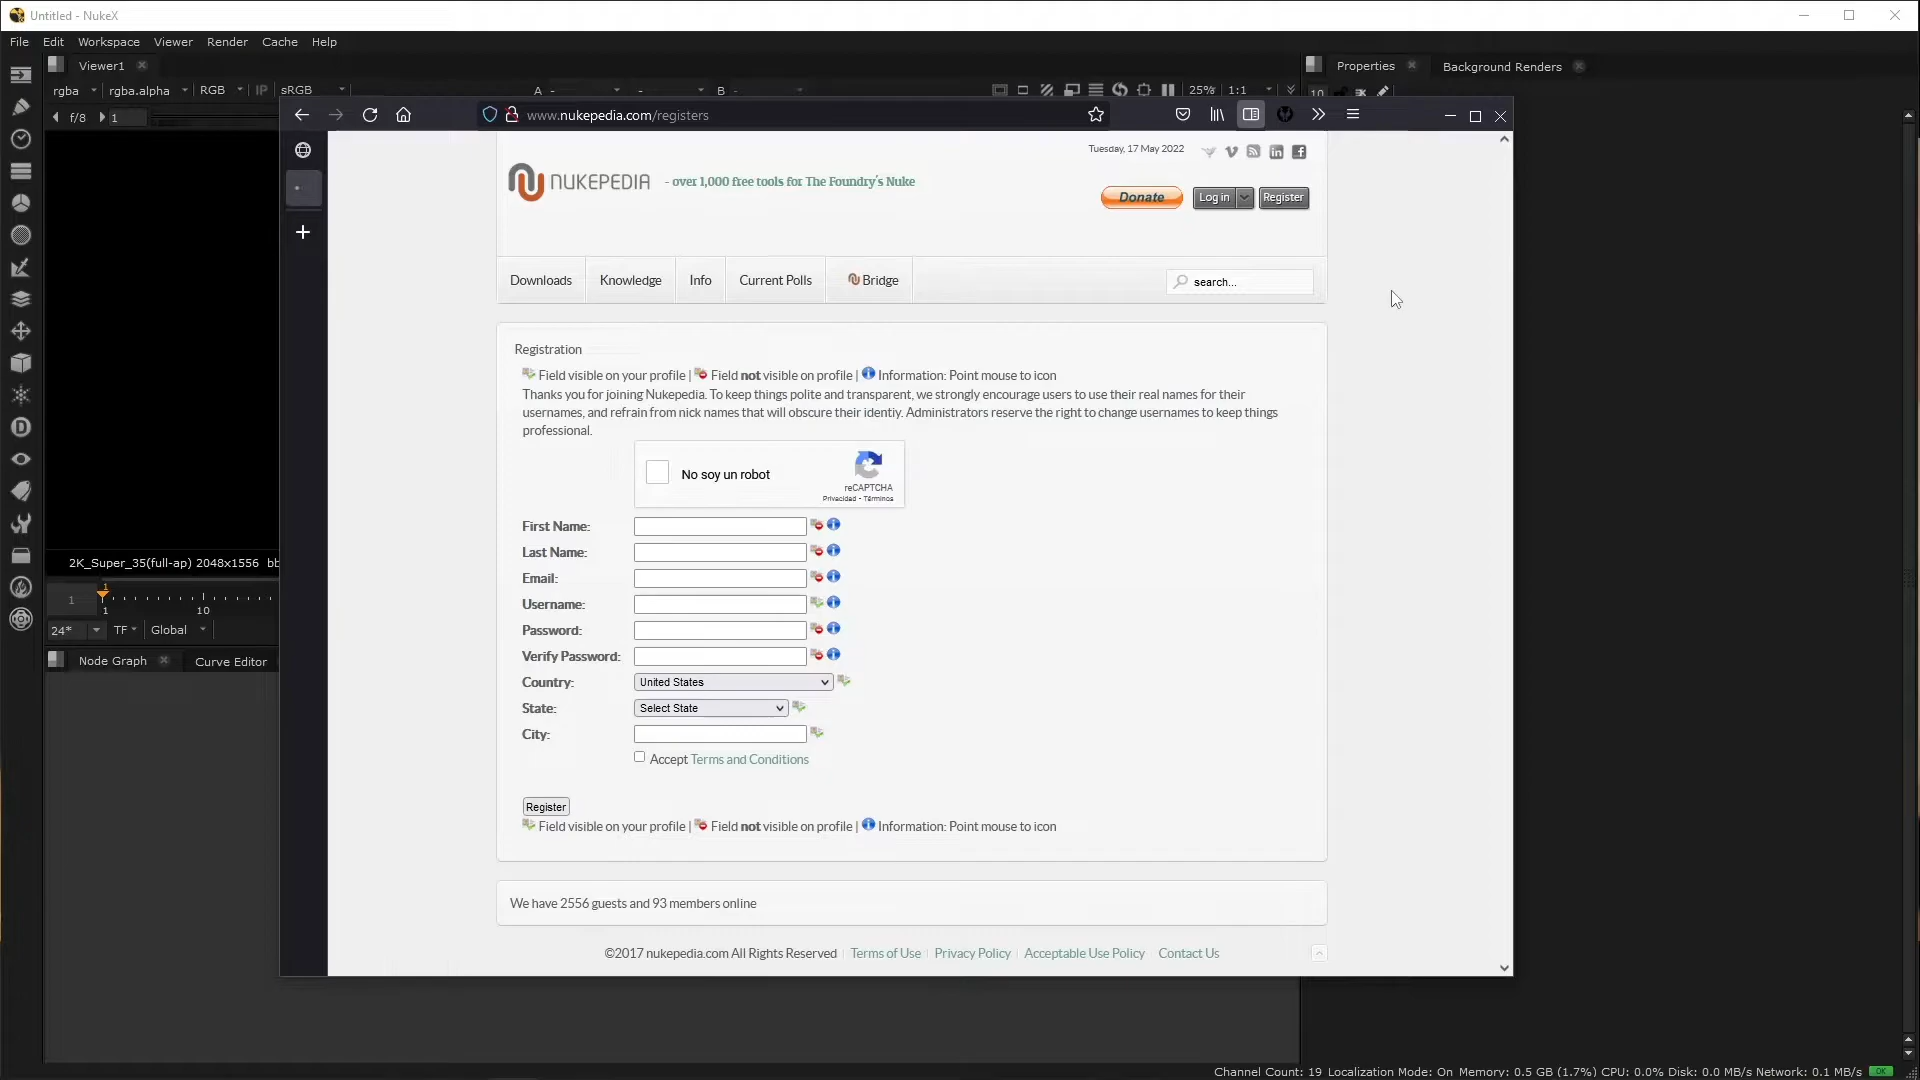 Untitled - NukeX
File Edit Workspace Viewer Render Cache Help
Viewer1
Properties
Background Renders
rgba rgba.alpha RGB IP sRGB A - - B - 25% 1:1
10
f/8 1
www.nukepedia.com/registers
Tuesday, 17 May 2022
NUKEPEDIA - over 1,000 free tools for The Foundry's Nuke
Donate Log in Register
Downloads Knowledge Info Current Polls Bridge search...
Registration
Field visible on your profile | Field not visible on profile | Information: Point mouse to icon
Thanks you for joining Nukepedia. To keep things polite and transparent, we strongly encourage users to use their real names for their
usernames, and refrain from nick names that will obscure their identiy. Administrators reserve the right to change usernames to keep things
professional.
No soy un robot
reCAPTCHA
Privacidad - Términos
First Name:
Last Name:
Email:
Username:
Password:
Verify Password:
Country: United States
State: Select State
City:
Accept Terms and Conditions
Register
Field visible on your profile | Field not visible on profile | Information: Point mouse to icon
We have 2556 guests and 93 members online
©2017 nukepedia.com All Rights Reserved Terms of Use Privacy Policy Acceptable Use Policy Contact Us
2K_Super_35(full-ap) 2048x1556 bb
1 1
1 10
24* TF Global
Node Graph Curve Editor
Channel Count: 19 Localization Mode: On Memory: 0.5 GB (1.7%) CPU: 0.0% Disk: 0.0 MB/s Network: 0.1 MB/s OK